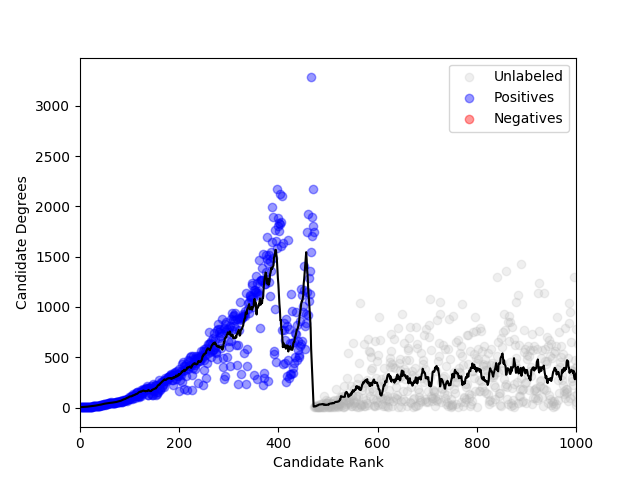 Unlabeled
Positives
Negatives
3000
2500
2000
1500
1000
500
0
Candidate Degrees
0 200 400 600 800 1000
Candidate Rank